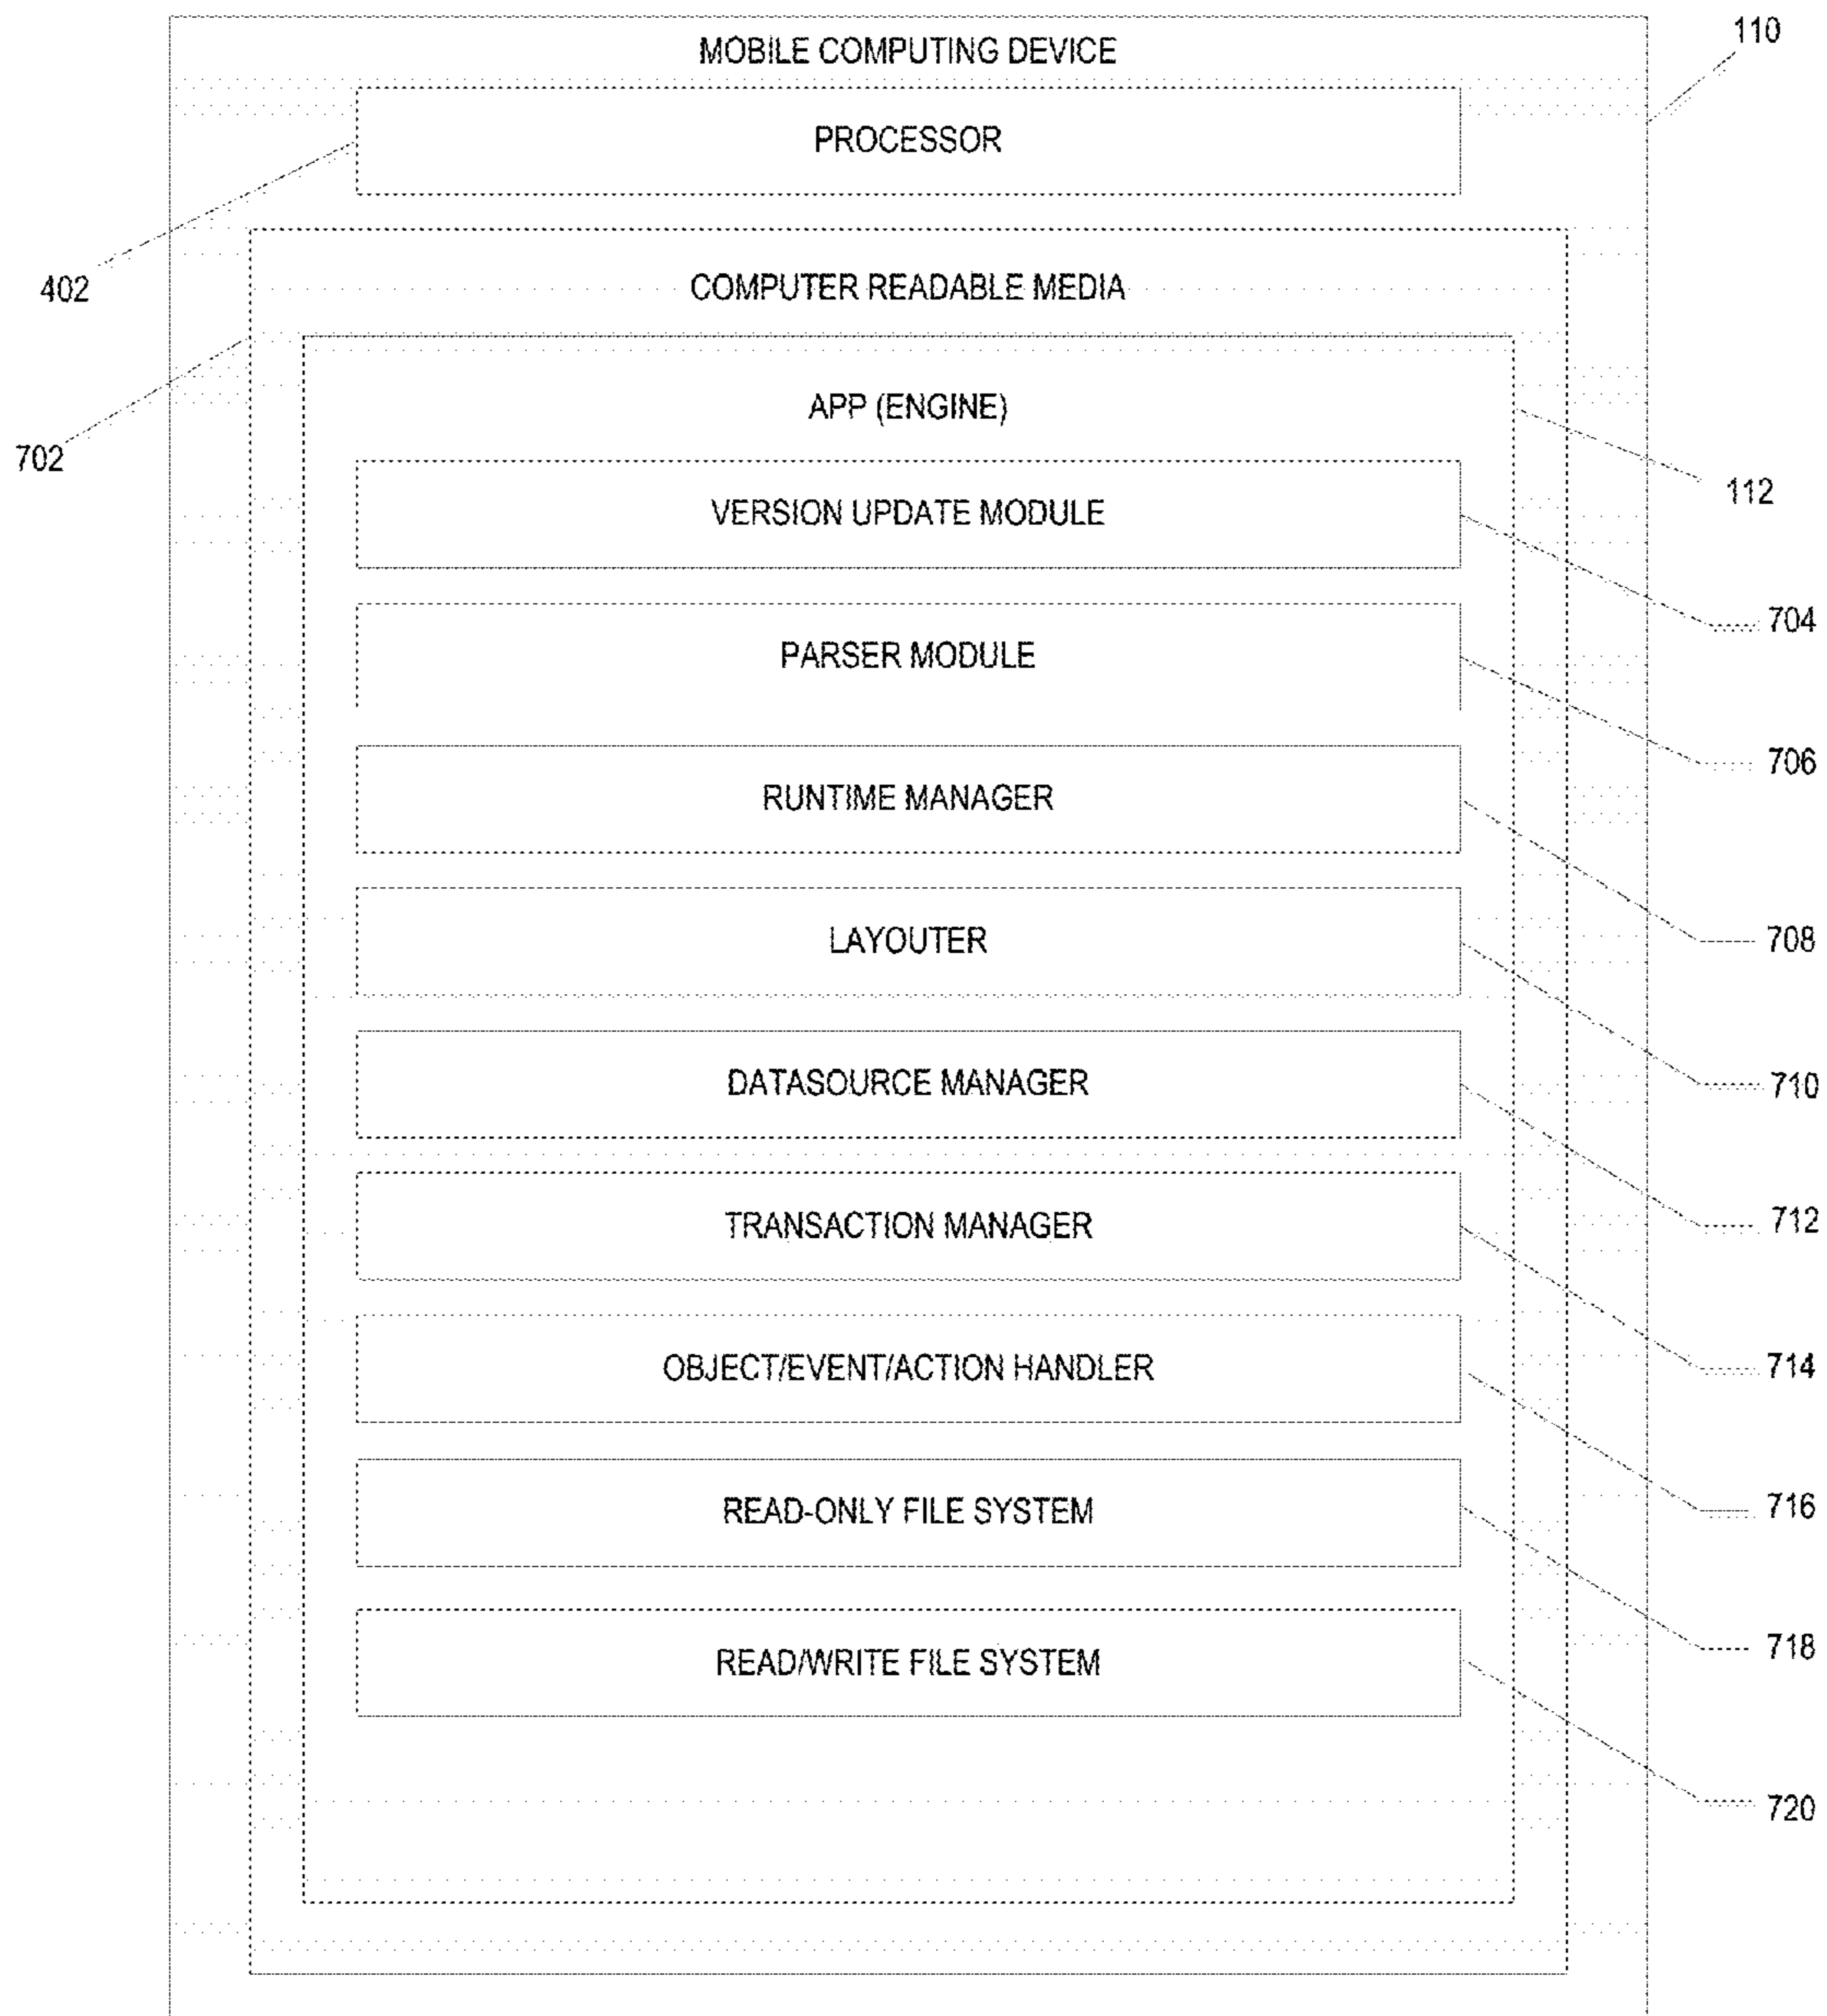 110
MOBILE COMPUTING DEVICE
PROCESSOR
402
COMPUTER READABLE MEDIA
APP (ENGINE)
702
112
VERSION UPDATE MODULE
704
PARSER MODULE
706
RUNTIME MANAGER
708
LAYOUTER
710
DATASOURCE MANAGER
712
TRANSACTION MANAGER
714
OBJECT/EVENT/ACTION HANDLER
716
READ-ONLY FILE SYSTEM
718
READ/WRITE FILE SYSTEM
720